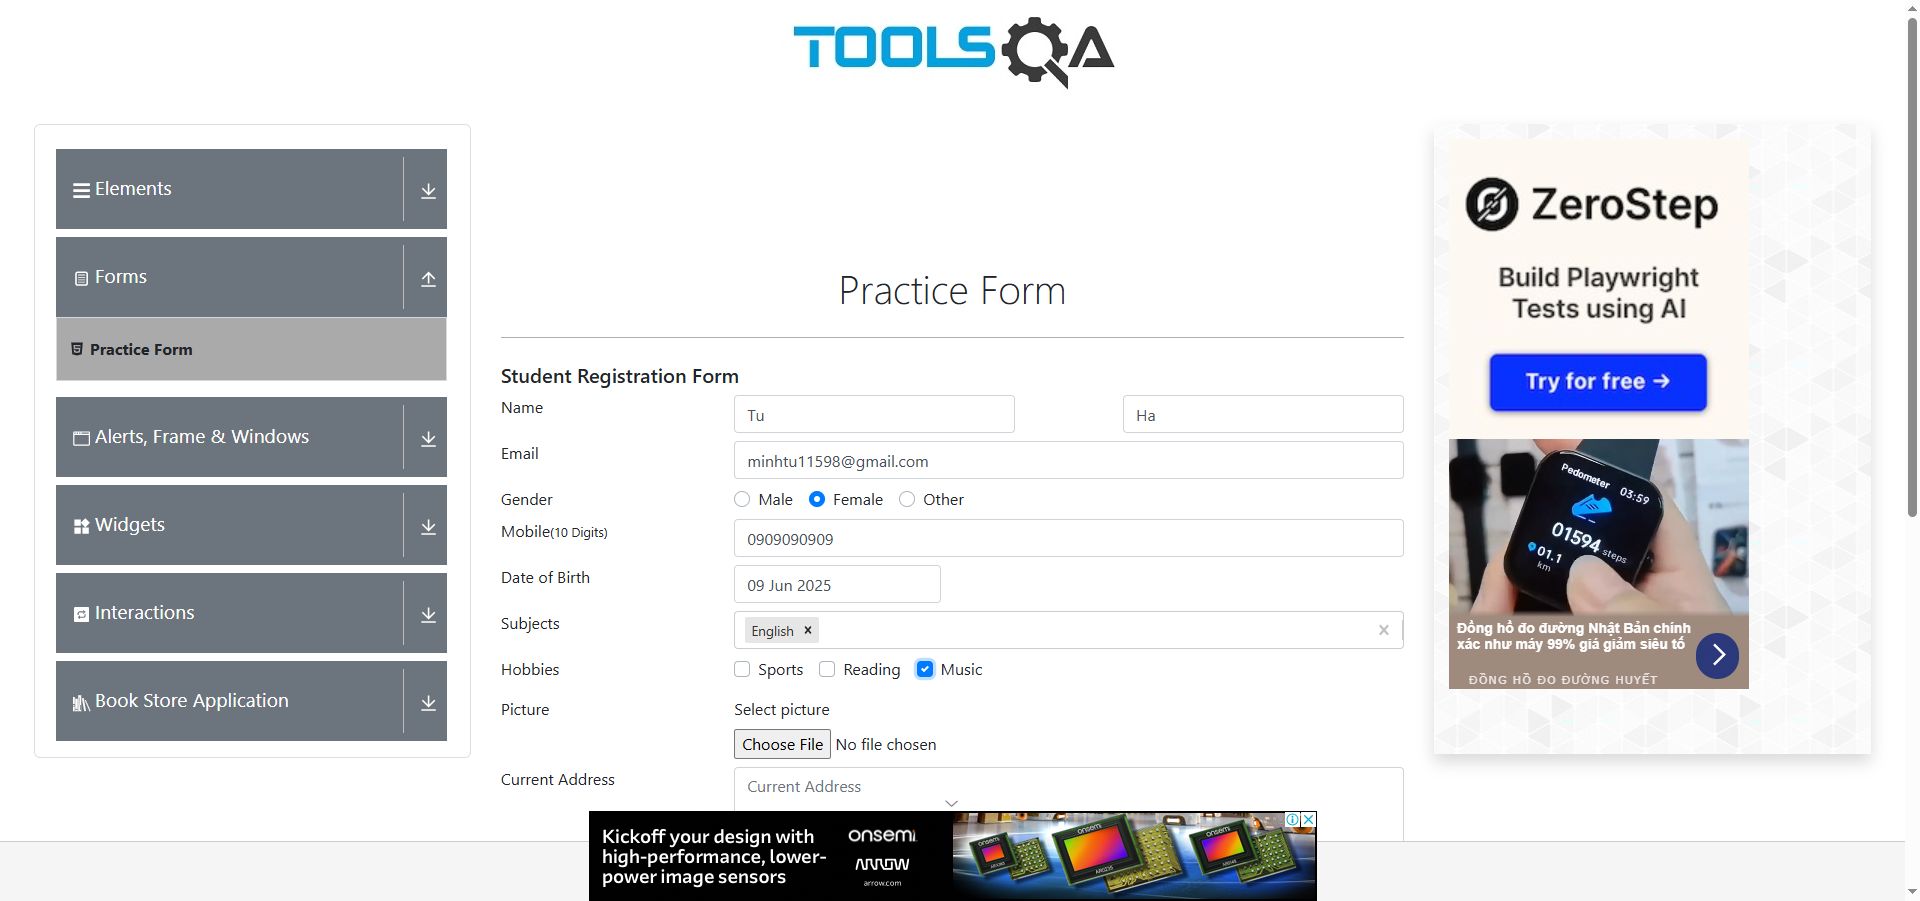 TOOLSQA
Elements
Forms
Practice Form
Alerts, Frame & Windows
Widgets
Interactions
Book Store Application
Practice Form
Student Registration Form
Name
Tu
Ha
Email
minhtu11598@gmail.com
Gender
Male
Female
Other
Mobile(10 Digits)
0909090909
Date of Birth
09 Jun 2025
Subjects
English
Hobbies
Sports
Reading
Music
Picture
Select picture
Choose File No file chosen
Current Address
Current Address
ZeroStep
Build Playwright
Tests using AI
Try for free →
Pedometer
03:59
01594 steps
01.1
km
Đồng hồ đo đường Nhật Bản chính
xác như máy 99% giá giảm siêu tố
ĐỒNG HỒ ĐO ĐƯỜNG HUYẾT
Kickoff your design with
high-performance, lower-
power image sensors
onsemi
ARROW
arrow.com
onsemi
onsemi